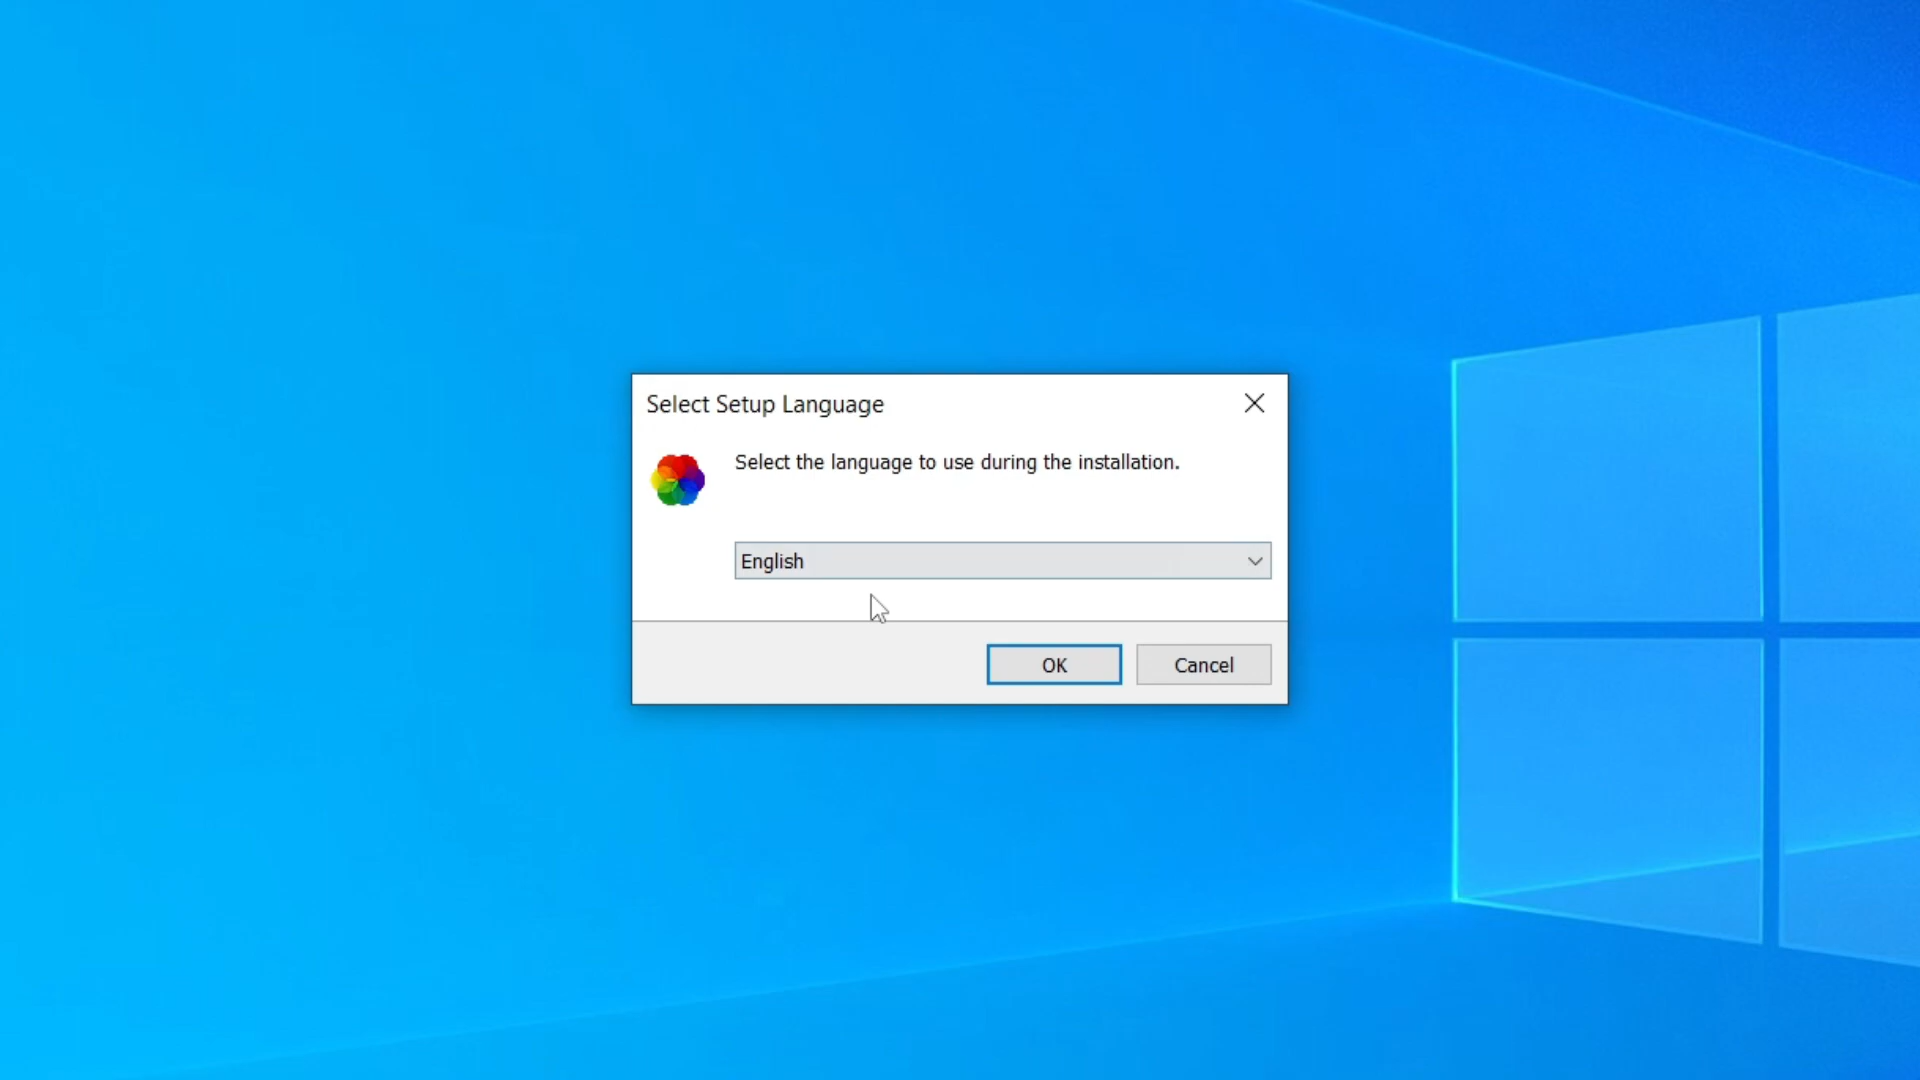 Select Setup Language
Select the language to use during the installation.
English
OK
Cancel